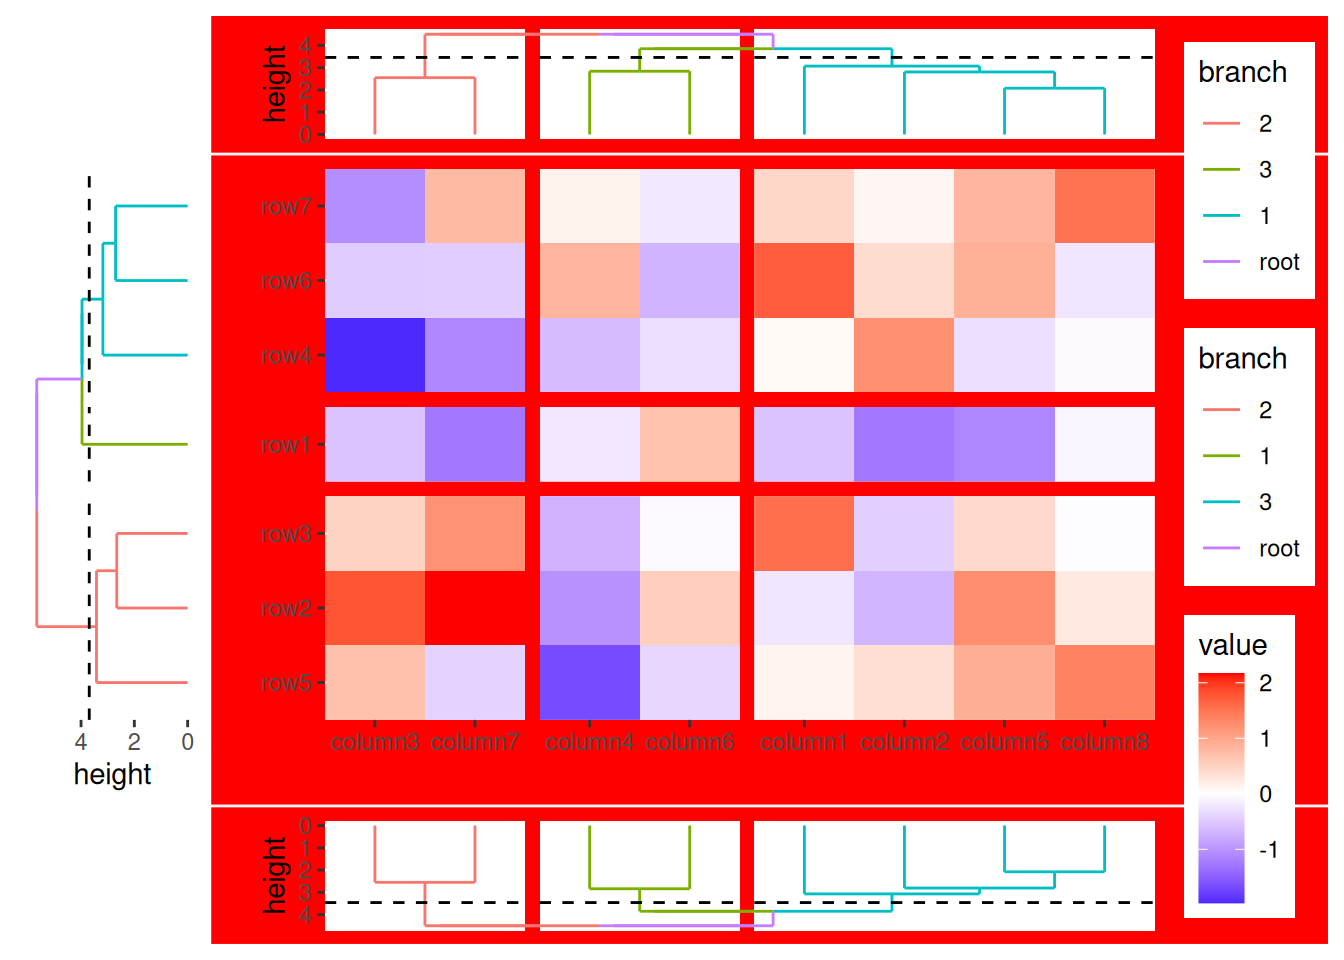 height
4
3
2
1
0
branch
2
3
1
root
row7
row6
row4
row1
row3
row2
row5
branch
2
1
3
root
value
2
1
0
-1
4 2 0
height
column3 column7 column4 column6 column1 column2 column5 column8
height
0
1
2
3
4